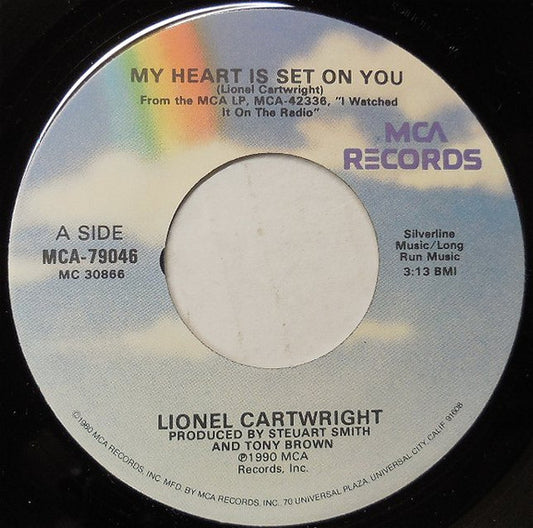 MY HEART IS SET ON YOU
(Lionel Cartwright)
From the MCA LP, MCA-42336, "I Watched
It On The Radio"
MCA
RECORDS
A SIDE
MCA-79046
MC 30866
Silverline
Music/Long
Run Music
3:13 BMI
LIONEL CARTWRIGHT
PRODUCED BY STEUART SMITH
AND TONY BROWN
℗1990 MCA
Records, Inc.
©1980 MCA RECORDS, INC. MFD. BY MCA RECORDS, INC., 70 UNIVERSAL PLAZA, UNIVERSAL CITY, CALIF. 91608